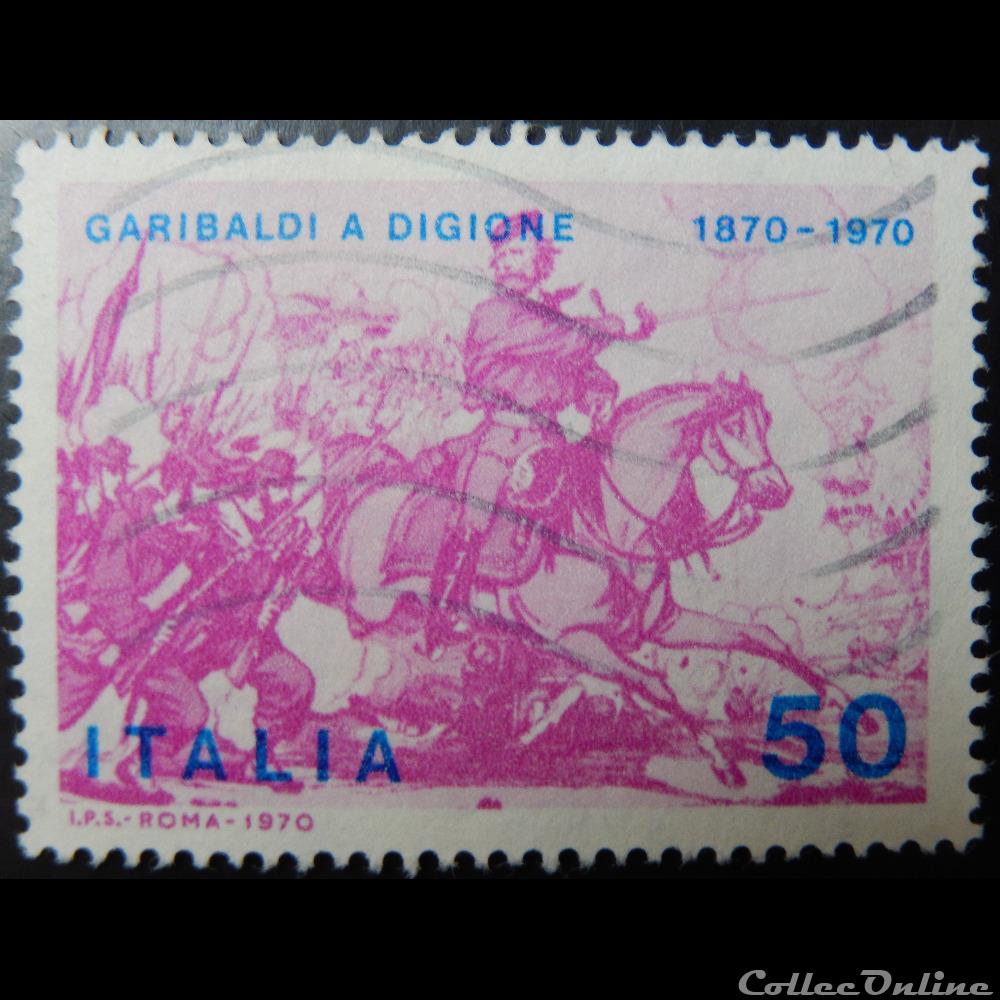 GARIBALDI A DIGIONE 1870-1970
ITALIA 50
I.P.S.-ROMA-1970
CollecOnline